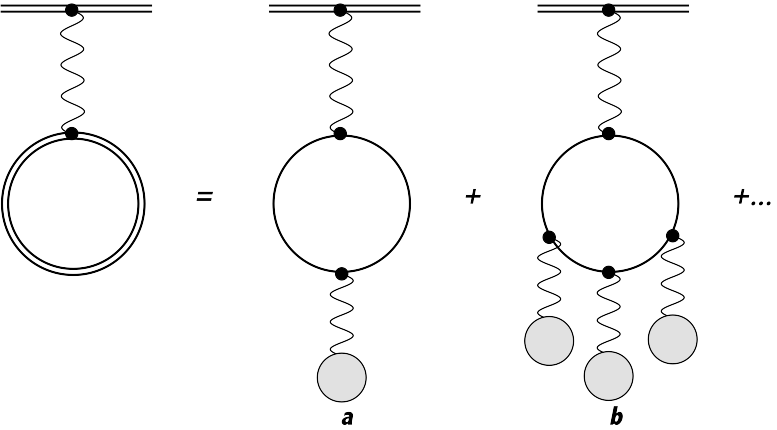 = + +...
a b